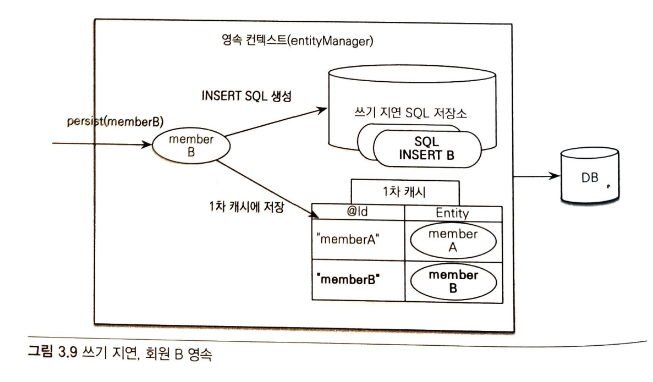 영속 컨텍스트(entityManager)
INSERT SQL 생성
쓰기 지연 SQL 저장소
persist(memberB)
member
B
SQL
INSERT B
DB
1차 캐시
1차 캐시에 저장
@Id
Entity
"memberA"
member
A
"memberB"
member
B
그림 3.9 쓰기 지연, 회원 B 영속